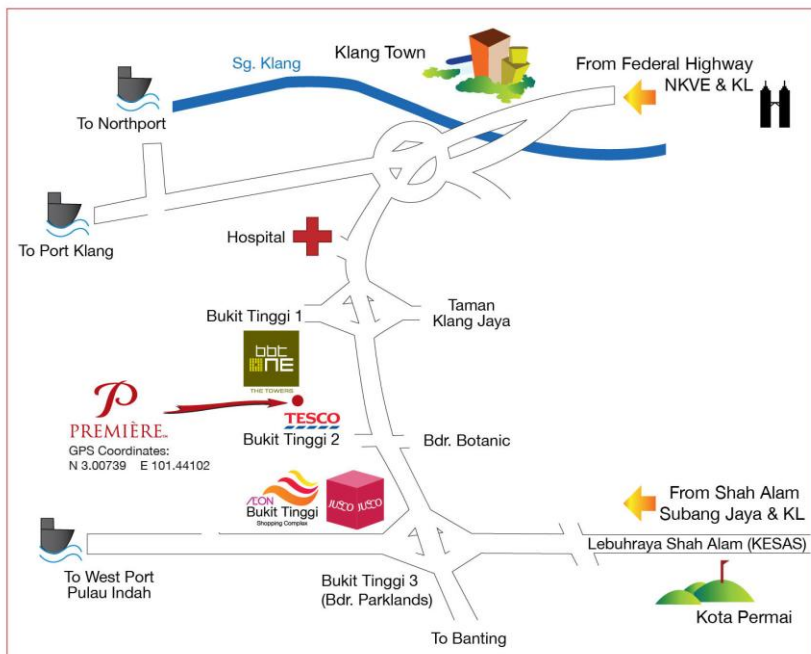 Klang Town
Sg. Klang
From Federal Highway
NKVE & KL
To Northport
To Port Klang
Hospital
Bukit Tinggi 1
Taman
Klang Jaya
bbt
ONE
THE TOWERS
P
PREMIÈRE
TESCO
Bukit Tinggi 2
Bdr. Botanic
GPS Coordinates:
N 3.00739 E 101.44102
ÆON
Bukit Tinggi
Shopping Complex
JUSCO JUSCO
From Shah Alam
Subang Jaya & KL
Lebuhraya Shah Alam (KESAS)
To West Port
Pulau Indah
Bukit Tinggi 3
(Bdr. Parklands)
Kota Permai
To Banting